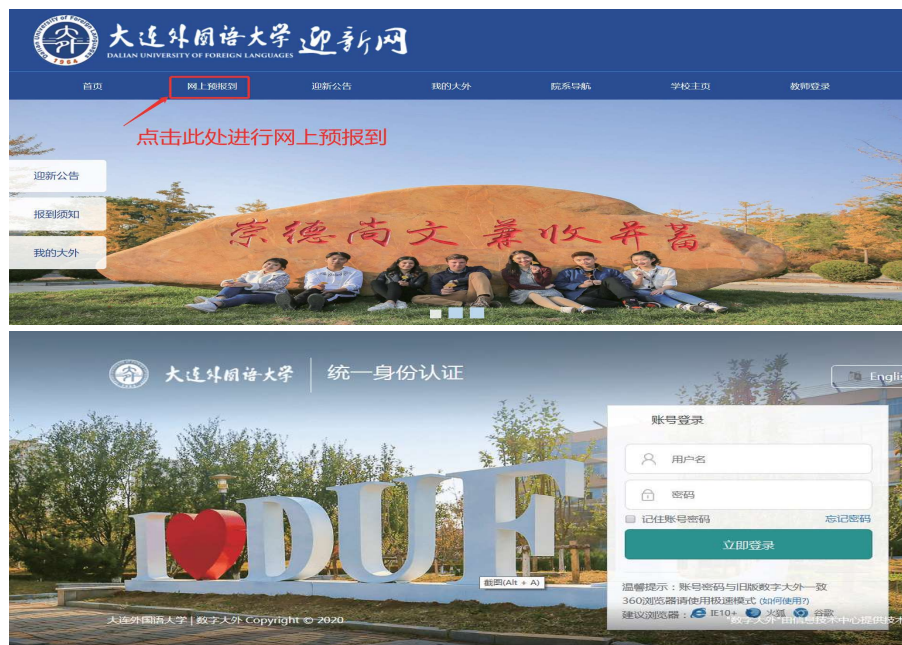 大连外国语大学 迎新网
DALIAN UNIVERSITY OF FOREIGN LANGUAGES
1964
首页 网上预报到 迎新公告 我的大外 院系导航 学校主页 教师登录
点击此处进行网上预报到
迎新公告
报到须知
我的大外
崇德尚文 兼收并蓄
大连外国语大学 统一身份认证
Englis
账号登录
用户名
密码
记住账号密码 忘记密码
立即登录
I DUF
截图(Alt + A)
温馨提示：账号密码与旧版数字大外一致
360浏览器请使用极速模式 (如何使用?)
建议浏览器： IE10+ 火狐 谷歌
大连外国语大学 | 数字大外 Copyright © 2020
"数字大外"由信息技术中心提供技术